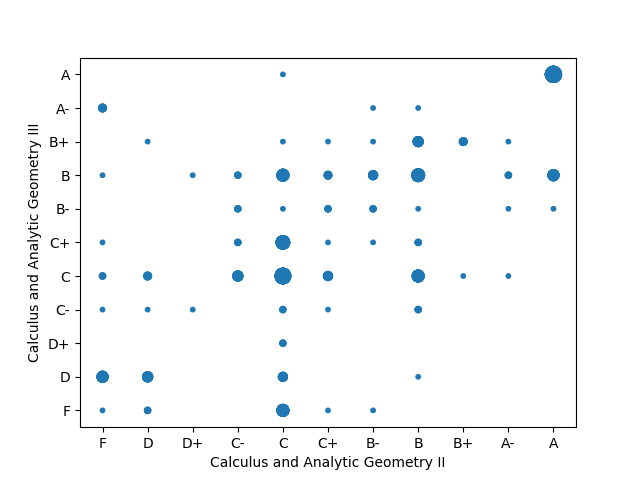 Calculus and Analytic Geometry III
A
A-
B+
B
B-
C+
C
C-
D+
D
F
F D D+ C- C C+ B- B B+ A- A
Calculus and Analytic Geometry II